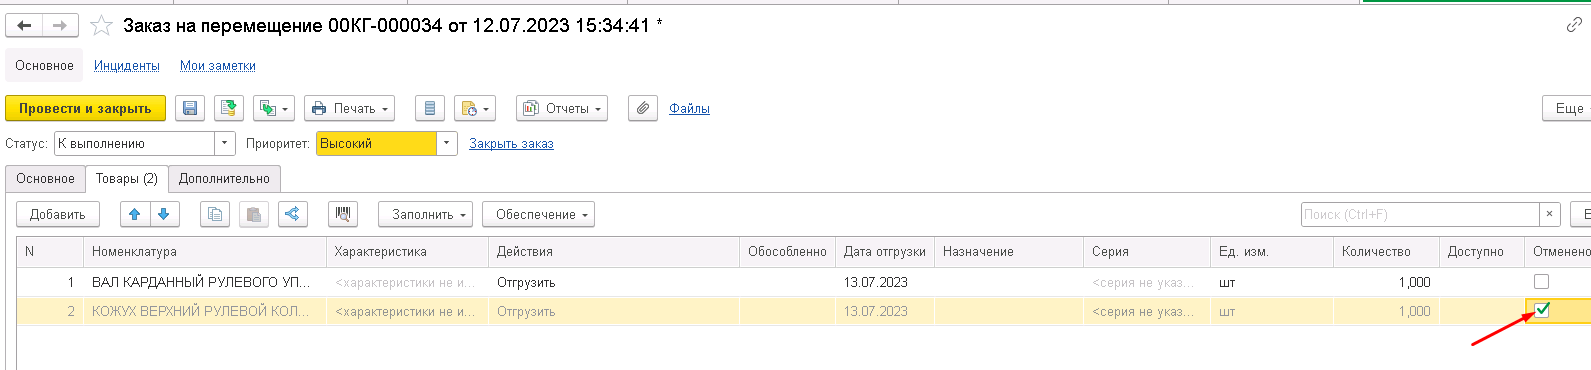 Заказ на перемещение 00КГ-000034 от 12.07.2023 15:34:41 *
Основное Инциденты Мои заметки
Провести и закрыть Печать Отчеты Файлы Еще
Статус: К выполнению Приоритет: Высокий Закрыть заказ
Основное Товары (2) Дополнительно
Добавить Заполнить Обеспечение Поиск (Ctrl+F) ×
N Номенклатура Характеристика Действия Обособленно Дата отгрузки Назначение Серия Ед. изм. Количество Доступно Отменено
1 ВАЛ КАРДАННЫЙ РУЛЕВОГО УП... <характеристики не и... Отгрузить 13.07.2023 <серия не указ... шт 1,000
2 КОЖУХ ВЕРХНИЙ РУЛЕВОЙ КОЛ... <характеристики не и... Отгрузить 13.07.2023 <серия не указ... шт 1,000